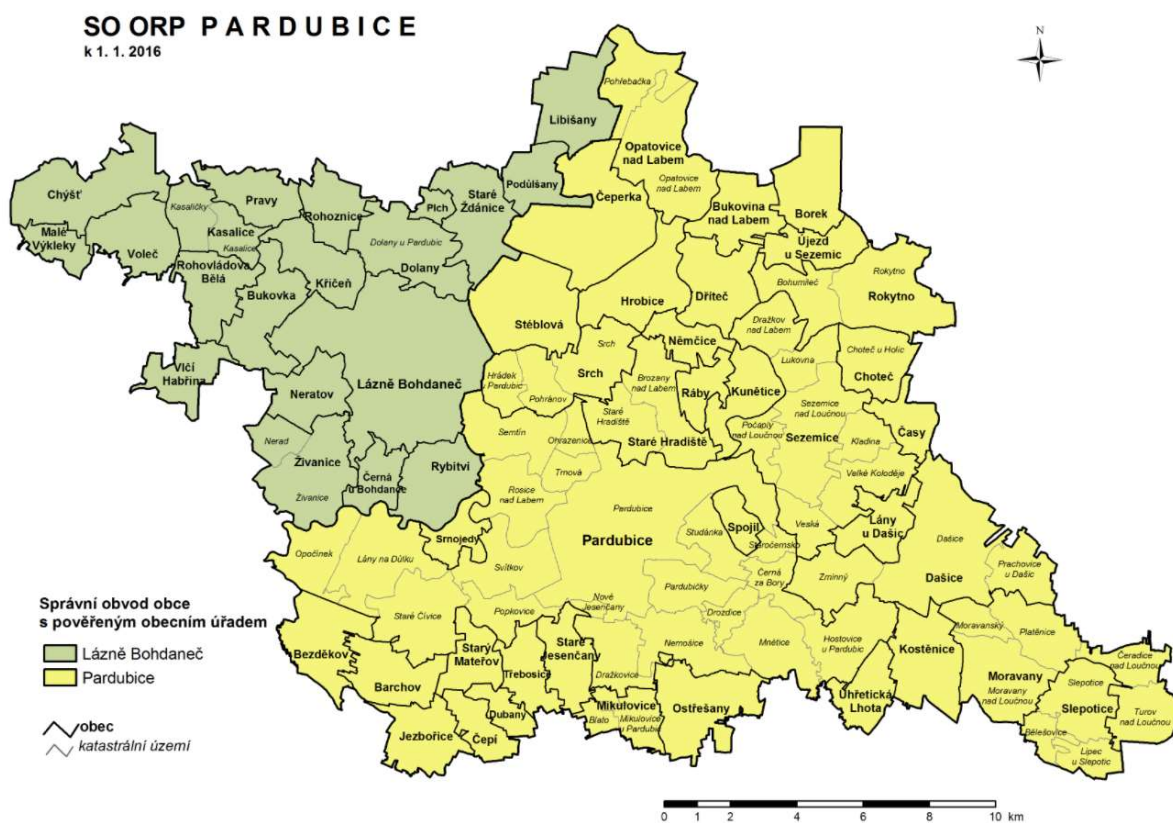 SO ORP PARDUBICE
k 1. 1. 2016
N
Pohřebačka
Libišany
Opatovice
nad Labem
Opatovice
nad Labem
Podůlšany
Čeperka
Staré
Ždánice
Plch
Bukovina
nad Labem
Borek
Chýšť
Kasaličky
Pravy
Rohoznice
Malé
Výkleky
Kasalice
Kasalice
Voleč
Dolany u Pardubic
Dolany
Újezd
u Sezemic
Rohovládova
Bělá
Bukovka
Křičeň
Bohumileč
Rokytno
Rokytno
Hrobice
Dříteč
Stéblová
Dražkov
nad Labem
Němčice
Srch
Srch
Lukovna
Choteč u Holic
Choteč
Vlčí
Habřina
Lázně Bohdaneč
Hrádek
u Pardubic
Pohránov
Brozany
nad Labem
Ráby
Kunětice
Neratov
Staré
Hradiště
Sezemice
nad Loučnou
Počaply
nad Loučnou
Sezemice
Časy
Kladina
Nerad
Živanice
Živanice
Semtín
Ohrazenice
Staré Hradiště
Rybitví
Černá
u Bohdanče
Trnová
Velké Koloděje
Rosice
nad Labem
Pardubice
Pardubice
Studánka
Spojil
Staročernsko
Veská
Lány
u Dašic
Dašice
Dašice
Prachovice
u Dašic
Srnojedy
Opočínek
Lány na Důlku
Svítkov
Pardubičky
Černá
za Bory
Zminný
Staré Čívice
Popkovice
Nové
Jesenčany
Drozdice
Nemošice
Mnětice
Hostovice
u Pardubic
Kostěnice
Moravanský
Platěnice
Čeradice
nad Loučnou
Správní obvod obce
s pověřeným obecním úřadem
Lázně Bohdaneč
Pardubice
obec
katastrální území
Bezděkov
Barchov
Starý
Mateřov
Třebosice
Staré
Jesenčany
Dražkovice
Moravany
Moravany
nad Loučnou
Slepotice
Slepotice
Turov
nad Loučnou
Úhřetická
Lhota
Dubany
Mikulovice
Blato
Mikulovice
u Pardubic
Ostřešany
Jezbořice
Čepí
Bělešovice
Lipec
u Slepotic
0 1 2 4 6 8 10 km